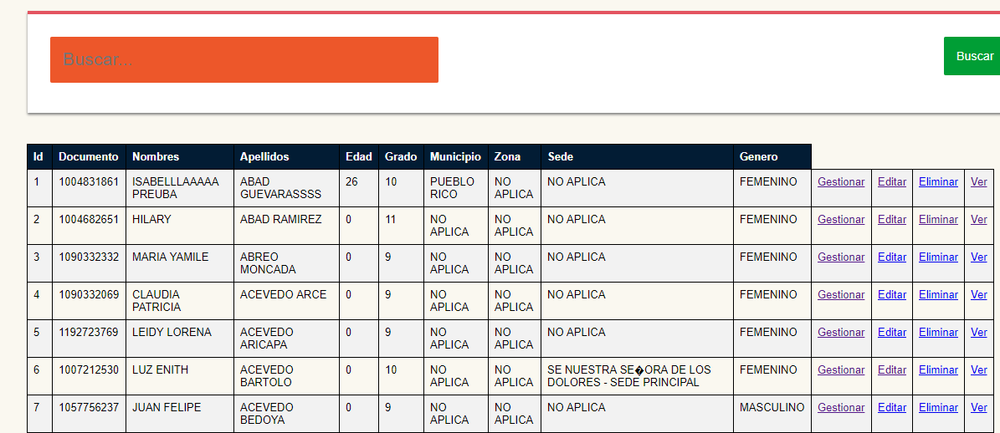 Buscar...
Buscar
Id Documento Nombres Apellidos Edad Grado Municipio Zona Sede Genero
1 1004831861 ISABELLLAAAAA PREUBA ABAD GUEVARASSSS 26 10 PUEBLO RICO NO APLICA NO APLICA FEMENINO Gestionar Editar Eliminar Ver
2 1004682651 HILARY ABAD RAMIREZ 0 11 NO APLICA NO APLICA NO APLICA FEMENINO Gestionar Editar Eliminar Ver
3 1090332332 MARIA YAMILE ABREO MONCADA 0 9 NO APLICA NO APLICA NO APLICA FEMENINO Gestionar Editar Eliminar Ver
4 1090332069 CLAUDIA PATRICIA ACEVEDO ARCE 0 9 NO APLICA NO APLICA NO APLICA FEMENINO Gestionar Editar Eliminar Ver
5 1192723769 LEIDY LORENA ACEVEDO ARICAPA 0 9 NO APLICA NO APLICA NO APLICA FEMENINO Gestionar Editar Eliminar Ver
6 1007212530 LUZ ENITH ACEVEDO BARTOLO 0 10 NO APLICA NO APLICA SE NUESTRA SE�ORA DE LOS DOLORES - SEDE PRINCIPAL FEMENINO Gestionar Editar Eliminar Ver
7 1057756237 JUAN FELIPE ACEVEDO BEDOYA 0 9 NO APLICA NO APLICA NO APLICA MASCULINO Gestionar Editar Eliminar Ver